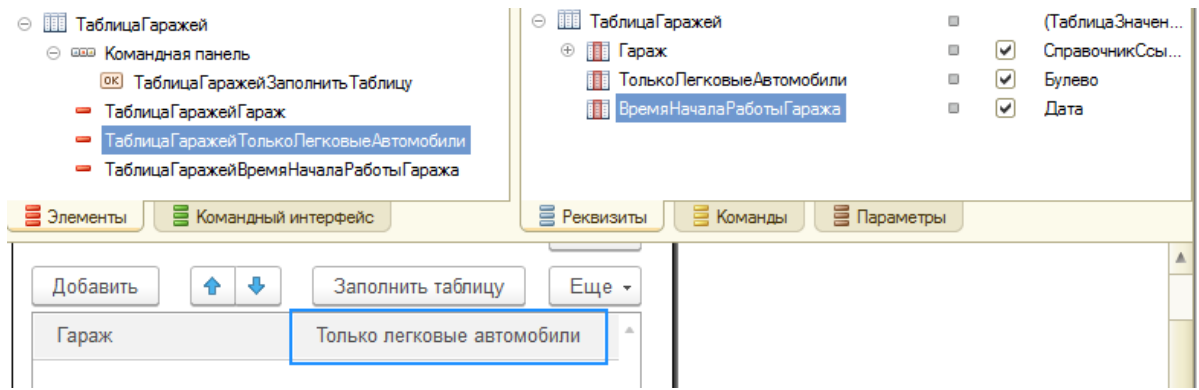 ТаблицаГаражей
Командная панель
ОК ТаблицаГаражейЗаполнитьТаблицу
ТаблицаГаражейГараж
ТаблицаГаражейТолькоЛегковыеАвтомобили
ТаблицаГаражейВремяНачалаРаботыГаража
Элементы Командный интерфейс
ТаблицаГаражей (ТаблицаЗначен...
Гараж СправочникСсы...
ТолькоЛегковыеАвтомобили Булево
ВремяНачалаРаботыГаража Дата
Реквизиты Команды Параметры
Добавить Заполнить таблицу Еще
Гараж Только легковые автомобили